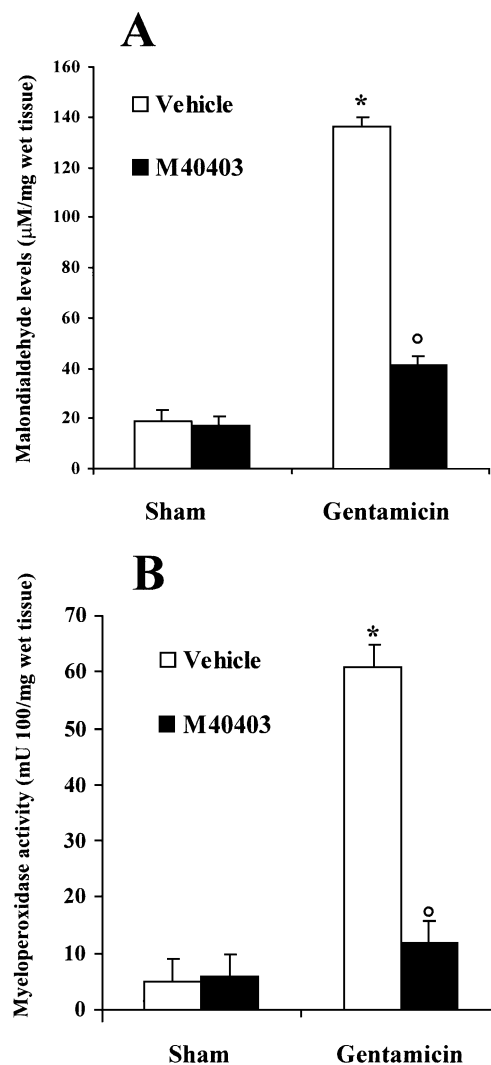 A
Malondialdehyde levels (µM/mg wet tissue)
160
140
120
100
80
60
40
20
0
Vehicle
M40403
*
°
Sham Gentamicin
B
Myeloperoxidase activity (mU 100/mg wet tissue)
70
60
50
40
30
20
10
0
Vehicle
M40403
*
°
Sham Gentamicin